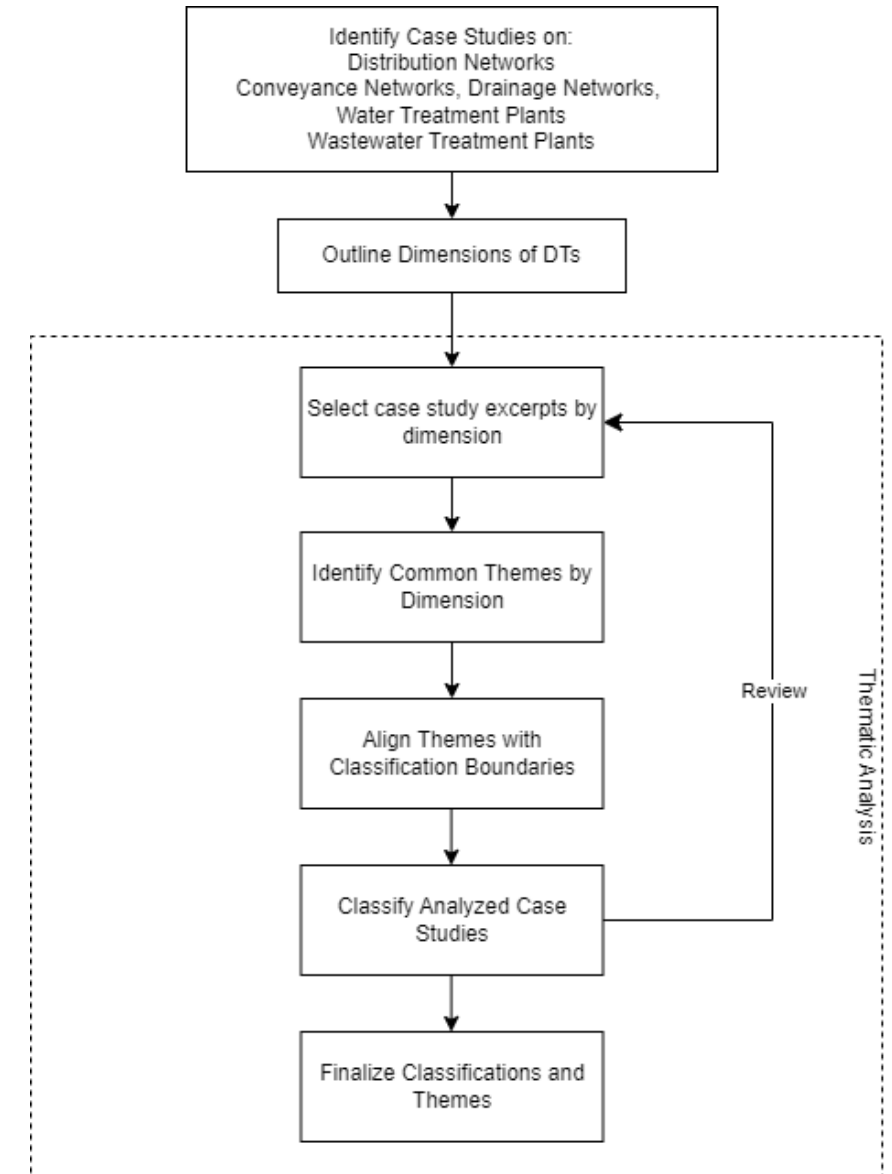 Identify Case Studies on:
Distribution Networks
Conveyance Networks, Drainage Networks,
Water Treatment Plants
Wastewater Treatment Plants
Outline Dimensions of DTs
Select case study excerpts by
dimension
Identify Common Themes by
Dimension
Align Themes with
Classification Boundaries
Review
Thematic Analysis
Classify Analyzed Case
Studies
Finalize Classifications and
Themes